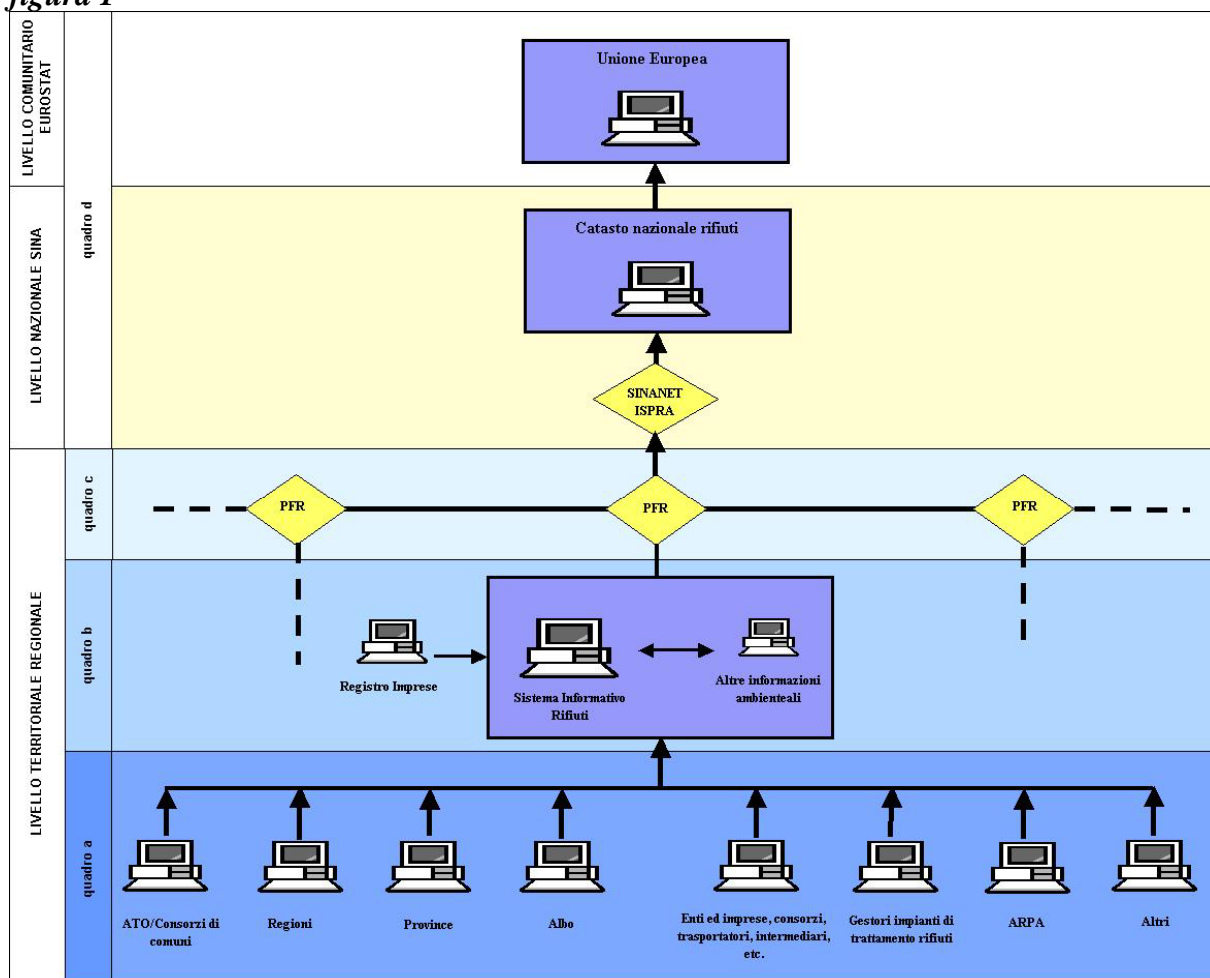 figura 1
LIVELLO COMUNITARIO
EUROSTAT
Unione Europea
LIVELLO NAZIONALE SINA
quadro d
Catasto nazionale rifiuti
SINANET
ISPRA
LIVELLO TERRITORIALE REGIONALE
quadro c
PFR
PFR
PFR
quadro b
Registro Imprese
Sistema Informativo
Rifiuti
Altre informazioni
ambienteali
quadro a
ATO/Consorzi di
comuni
Regioni
Province
Albo
Enti ed imprese, consorzi,
trasportatori, intermediari,
etc.
Gestori impianti di
trattamento rifiuti
ARPA
Altri